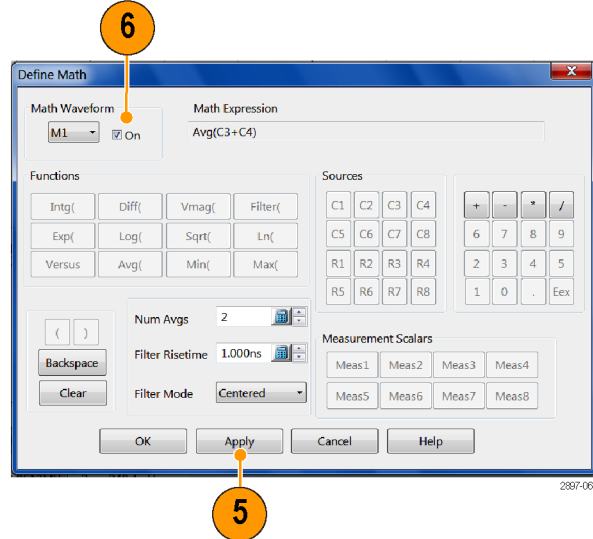 6
Define Math
X
Math Waveform
Math Expression
M1 On
Avg(C3+C4)
Functions
Sources
Intg( Diff( Vmag( Filter( C1 C2 C3 C4 + - * /
Exp( Log( Sqrt( Ln( C5 C6 C7 C8 6 7 8 9
Versus Avg( Min( Max( R1 R2 R3 R4 2 3 4 5
R5 R6 R7 R8 1 0 . Eex
( )
Backspace
Clear
Num Avgs 2
Filter Risetime 1.000ns
Filter Mode Centered
Measurement Scalars
Meas1 Meas2 Meas3 Meas4
Meas5 Meas6 Meas7 Meas8
OK Apply Cancel Help
2897-06
5